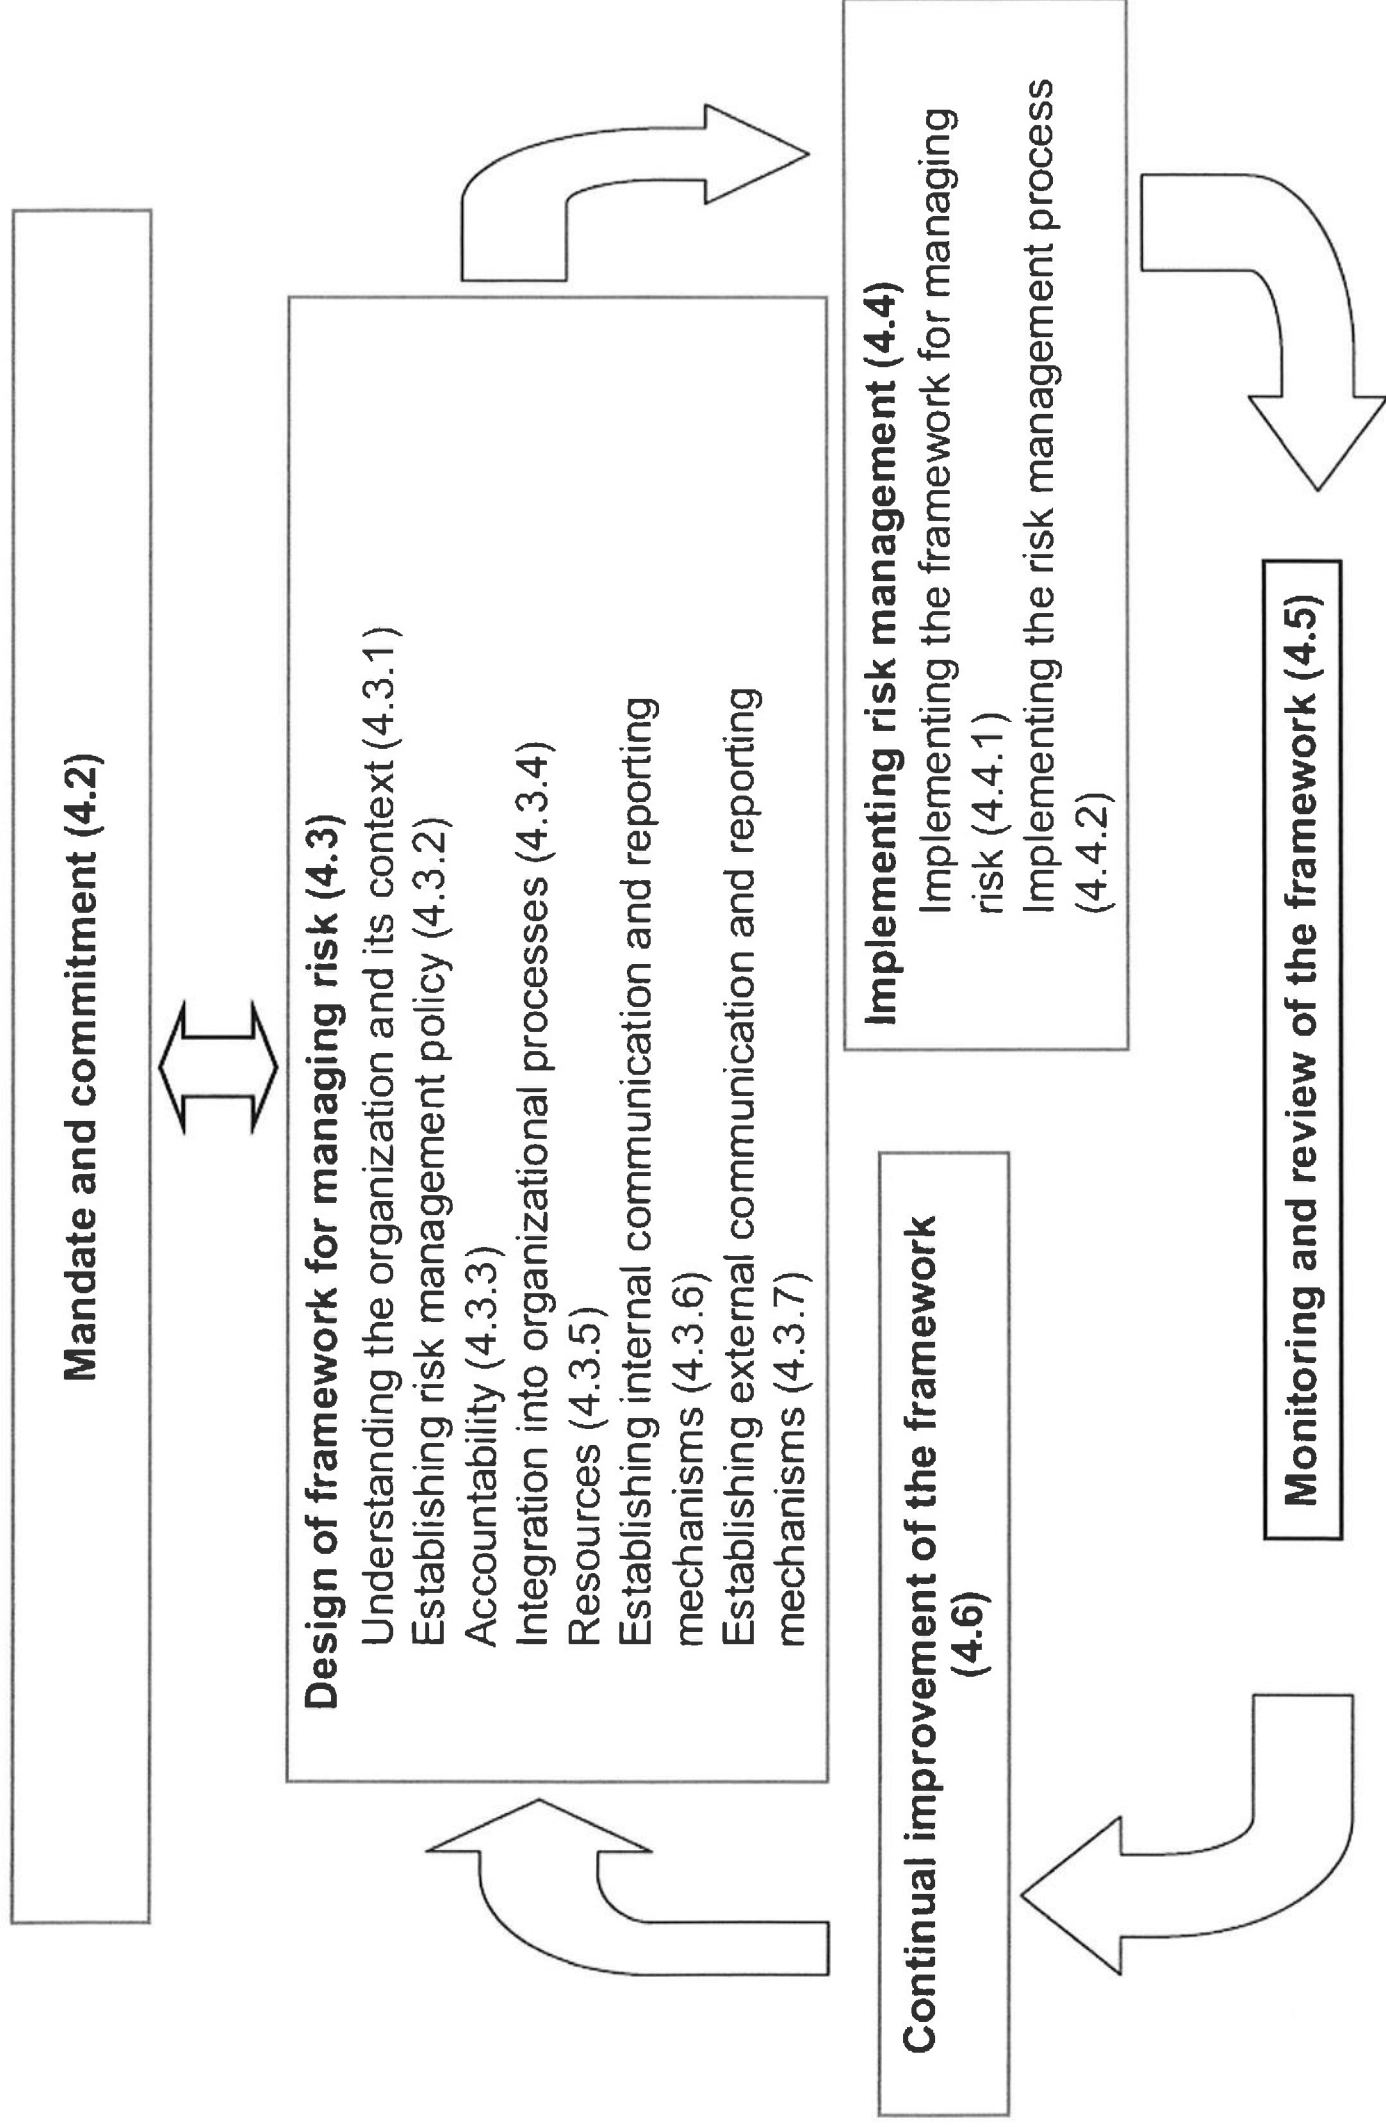 Mandate and commitment (4.2)
Design of framework for managing risk (4.3)
Understanding the organization and its context (4.3.1)
Establishing risk management policy (4.3.2)
Accountability (4.3.3)
Integration into organizational processes (4.3.4)
Resources (4.3.5)
Establishing internal communication and reporting
mechanisms (4.3.6)
Establishing external communication and reporting
mechanisms (4.3.7)
Implementing risk management (4.4)
Implementing the framework for managing
risk (4.4.1)
Implementing the risk management process
(4.4.2)
Continual improvement of the framework
(4.6)
Monitoring and review of the framework (4.5)